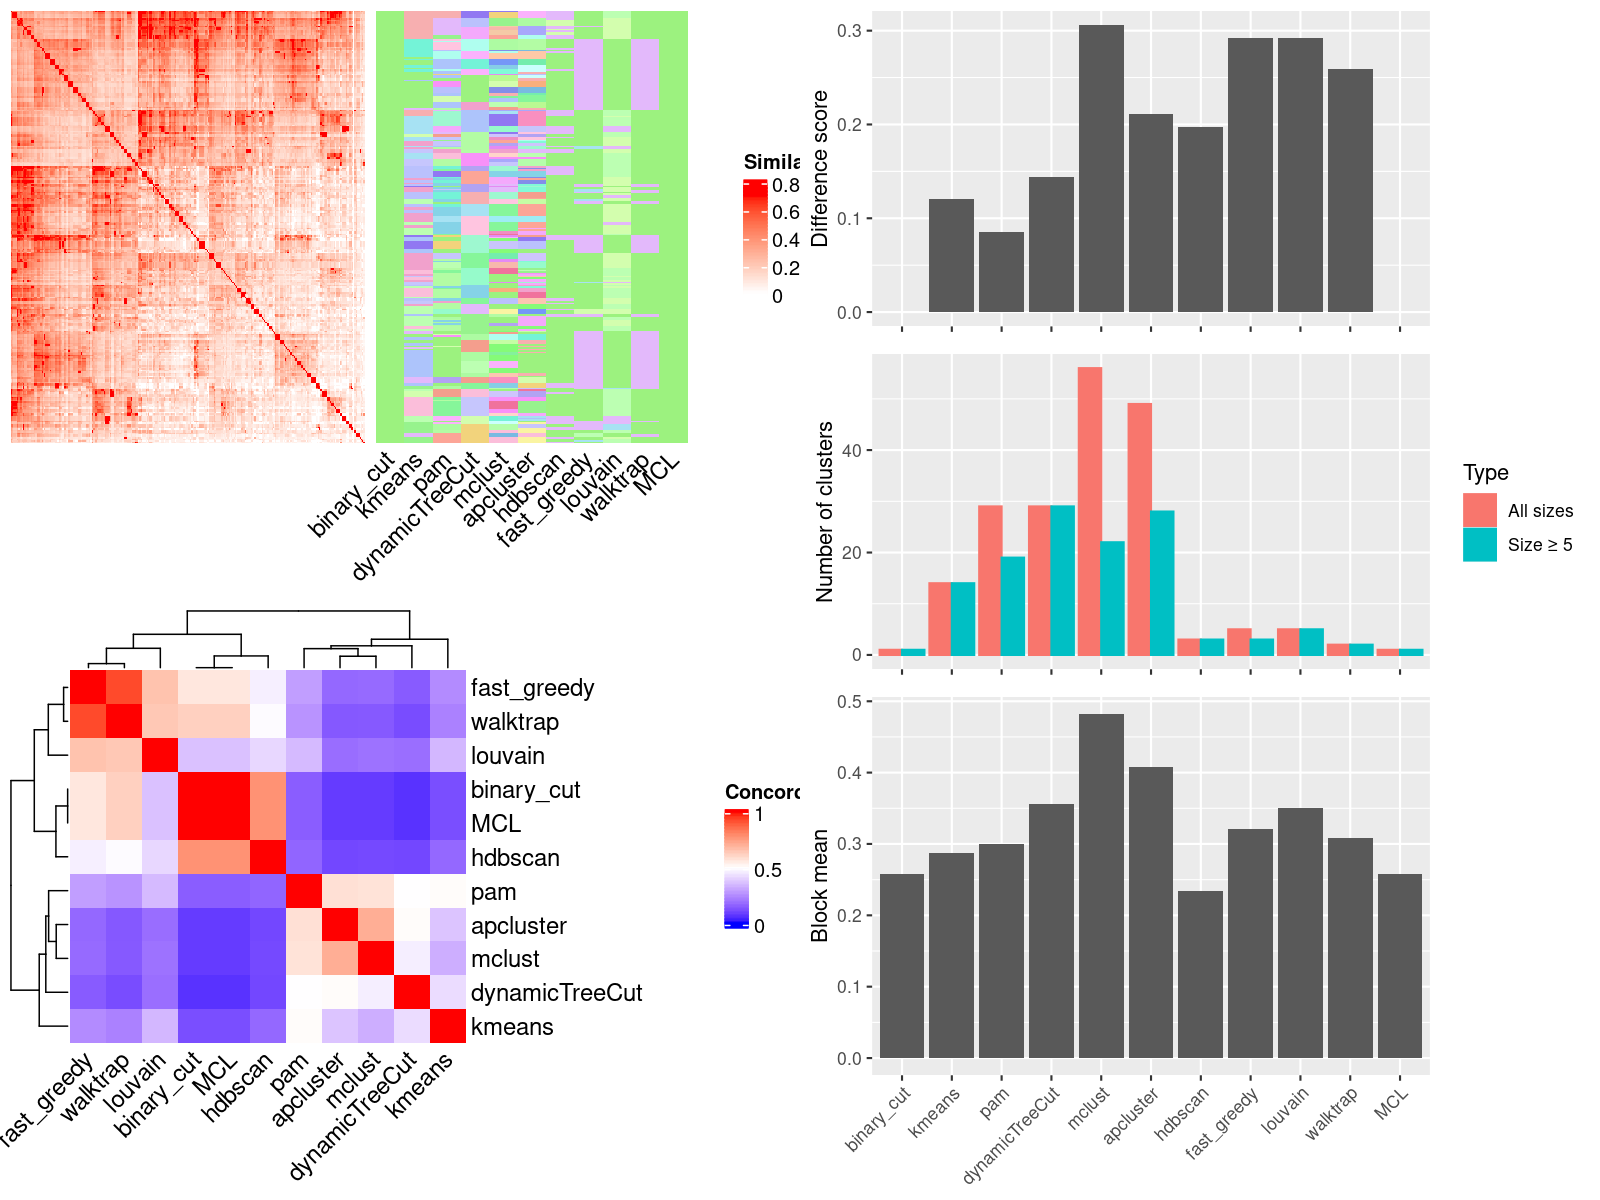 Simila
0.8
0.6
0.4
0.2
0
binary_cut
kmeans
pam
dynamicTreeCut
mclust
apcluster
hdbscan
fast_greedy
louvain
walktrap
MCL
fast_greedy
walktrap
louvain
binary_cut
MCL
hdbscan
pam
apcluster
mclust
dynamicTreeCut
kmeans
Concord
1
0.5
0
fast_greedy
walktrap
louvain
binary_cut
MCL
hdbscan
pam
apcluster
mclust
dynamicTreeCut
kmeans
Difference score
0.3
0.2
0.1
0.0
Number of clusters
40
20
0
Type
All sizes
Size ≥ 5
Block mean
0.5
0.4
0.3
0.2
0.1
0.0
binary_cut
kmeans
pam
dynamicTreeCut
mclust
apcluster
hdbscan
fast_greedy
louvain
walktrap
MCL